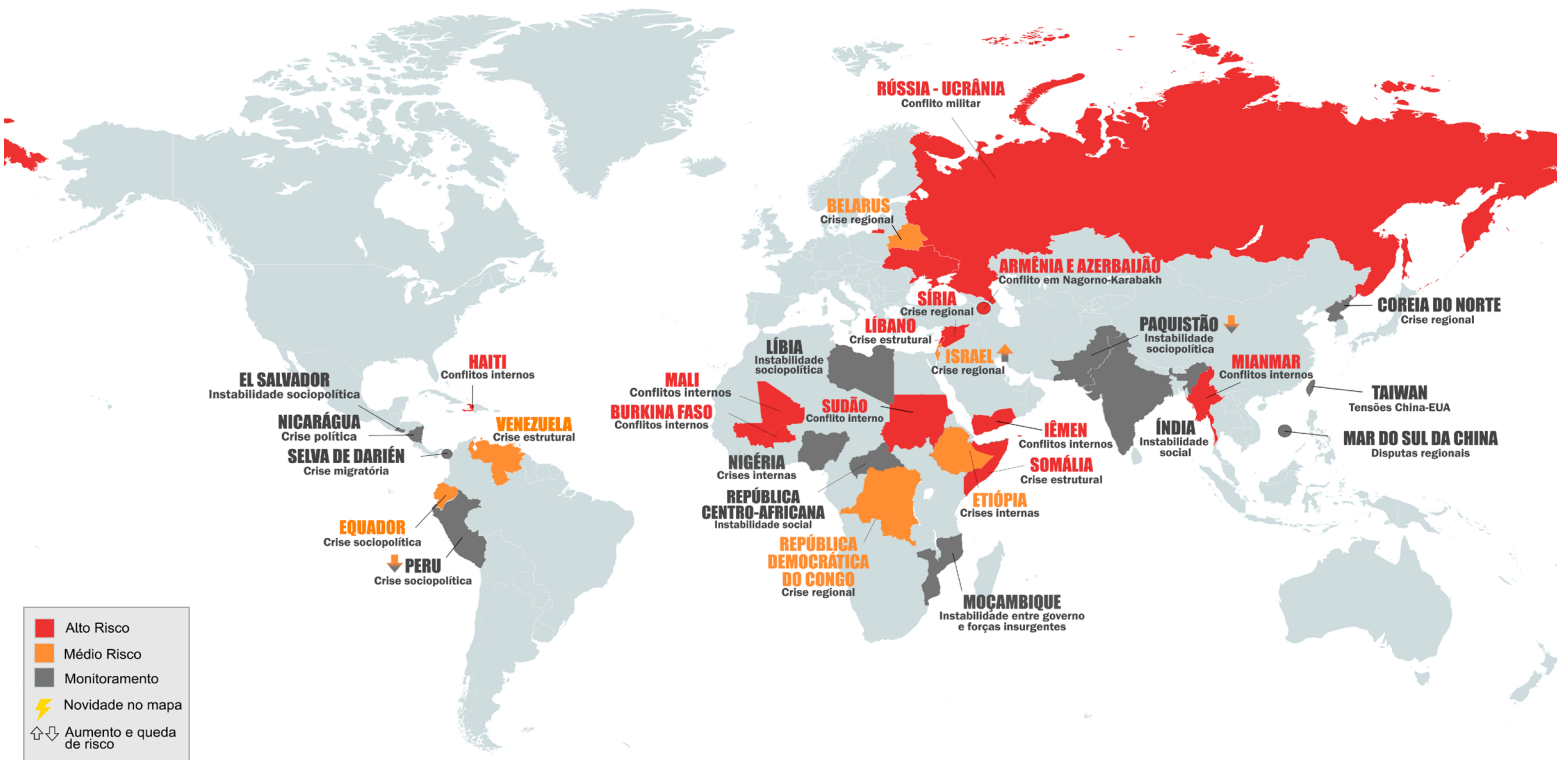 RÚSSIA - UCRÂNIA
Conflito militar
BELARUS
Crise regional
ARMÊNIA E AZERBAIJÃO
Conflito em Nagorno-Karabakh
SÍRIA
Crise regional
LÍBANO
Crise estrutural
ISRAEL
Crise regional
COREIA DO NORTE
Crise regional
PAQUISTÃO
Instabilidade
sociopolítica
MIANMAR
Conflitos internos
TAIWAN
Tensões China-EUA
ÍNDIA
Instabilidade
social
MAR DO SUL DA CHINA
Disputas regionais
LÍBIA
Instabilidade
sociopolítica
HAITI
Conflitos internos
EL SALVADOR
Instabilidade sociopolítica
NICARÁGUA
Crise política
VENEZUELA
Crise estrutural
SELVA DE DARIÉN
Crise migratória
EQUADOR
Crise sociopolítica
PERU
Crise sociopolítica
MALI
Conflitos internos
BURKINA FASO
Conflitos internos
SUDÃO
Conflito interno
IÊMEN
Conflitos internos
SOMÁLIA
Crise estrutural
NIGÉRIA
Crises internas
ETIÓPIA
Crises internas
REPÚBLICA
CENTRO-AFRICANA
Instabilidade social
REPÚBLICA
DEMOCRÁTICA
DO CONGO
Crise regional
MOÇAMBIQUE
Instabilidade entre governo
e forças insurgentes
Alto Risco
Médio Risco
Monitoramento
Novidade no mapa
Aumento e queda
de risco